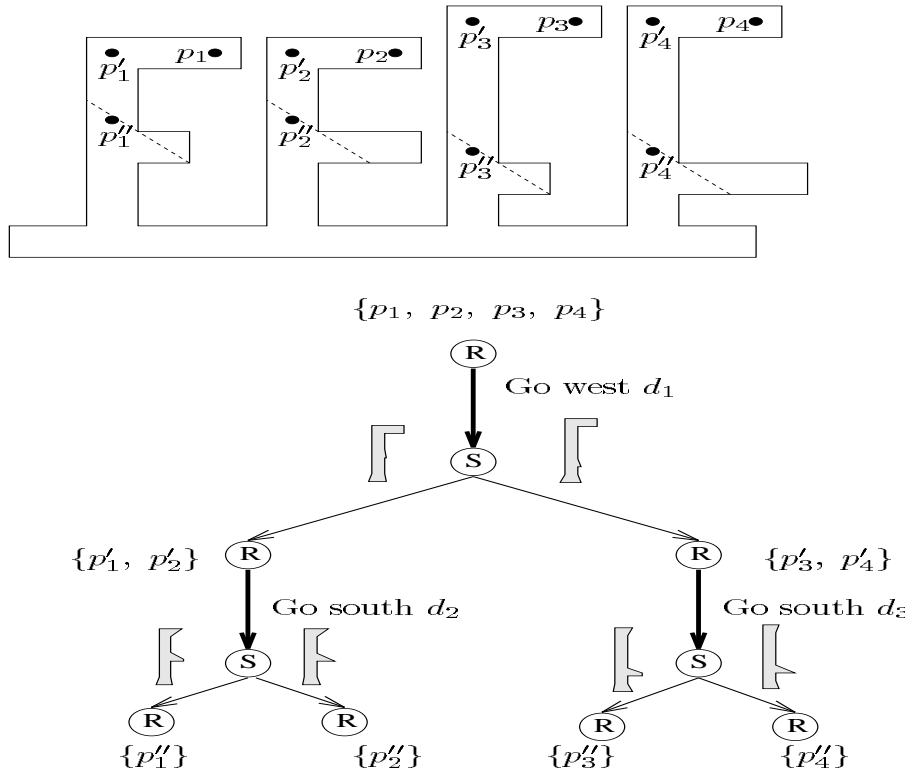 p′₁ p₁ p′₂ p₂ p′₃ p₃ p′₄ p₄
p″₁ p″₂ p″₃ p″₄
{p₁, p₂, p₃, p₄}
R
Go west d₁
S
{p′₁, p′₂} R R {p′₃, p′₄}
Go south d₂ Go south d₃
S S
R R R R
{p″₁} {p″₂} {p″₃} {p″₄}